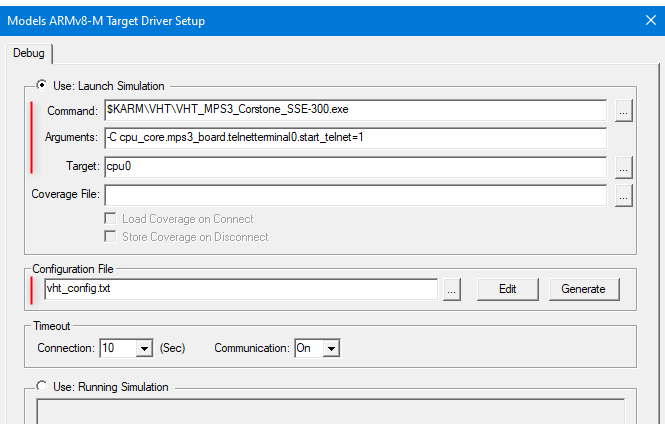 Models ARMv8-M Target Driver Setup
Debug
Use: Launch Simulation
Command: $KARM\VHT\VHT_MPS3_Corstone_SSE-300.exe ...
Arguments: -C cpu_core.mps3_board.telnetterminal0.start_telnet=1
Target: cpu0 ...
Coverage File: ...
Load Coverage on Connect
Store Coverage on Disconnect
Configuration File
vht_config.txt ... Edit Generate
Timeout
Connection: 10 (Sec) Communication: On
Use: Running Simulation